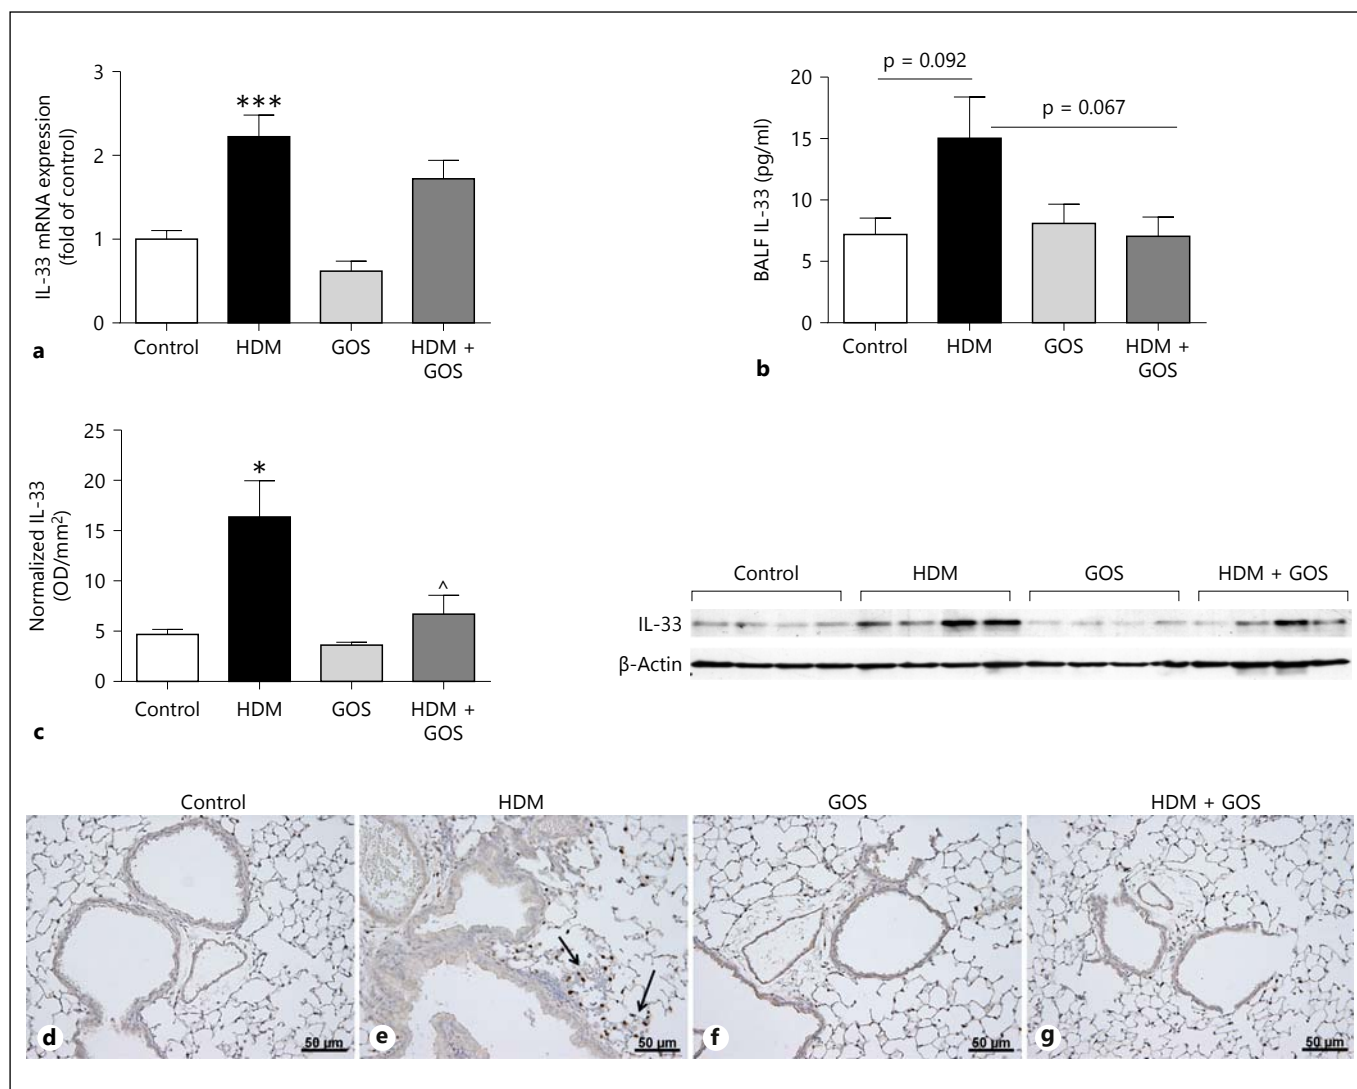 3
2
1
0
IL-33 mRNA expression
(fold of control)
***
Control
HDM
GOS
HDM +
GOS
a
20
15
10
5
0
BALF IL-33 (pg/ml)
p = 0.092
p = 0.067
Control
HDM
GOS
HDM +
GOS
b
25
20
15
10
5
0
Normalized IL-33
(OD/mm²)
*
^
Control
HDM
GOS
HDM +
GOS
c
Control
HDM
GOS
HDM + GOS
IL-33
β-Actin
Control
HDM
GOS
HDM + GOS
d
50 µm
e
50 µm
f
50 µm
g
50 µm